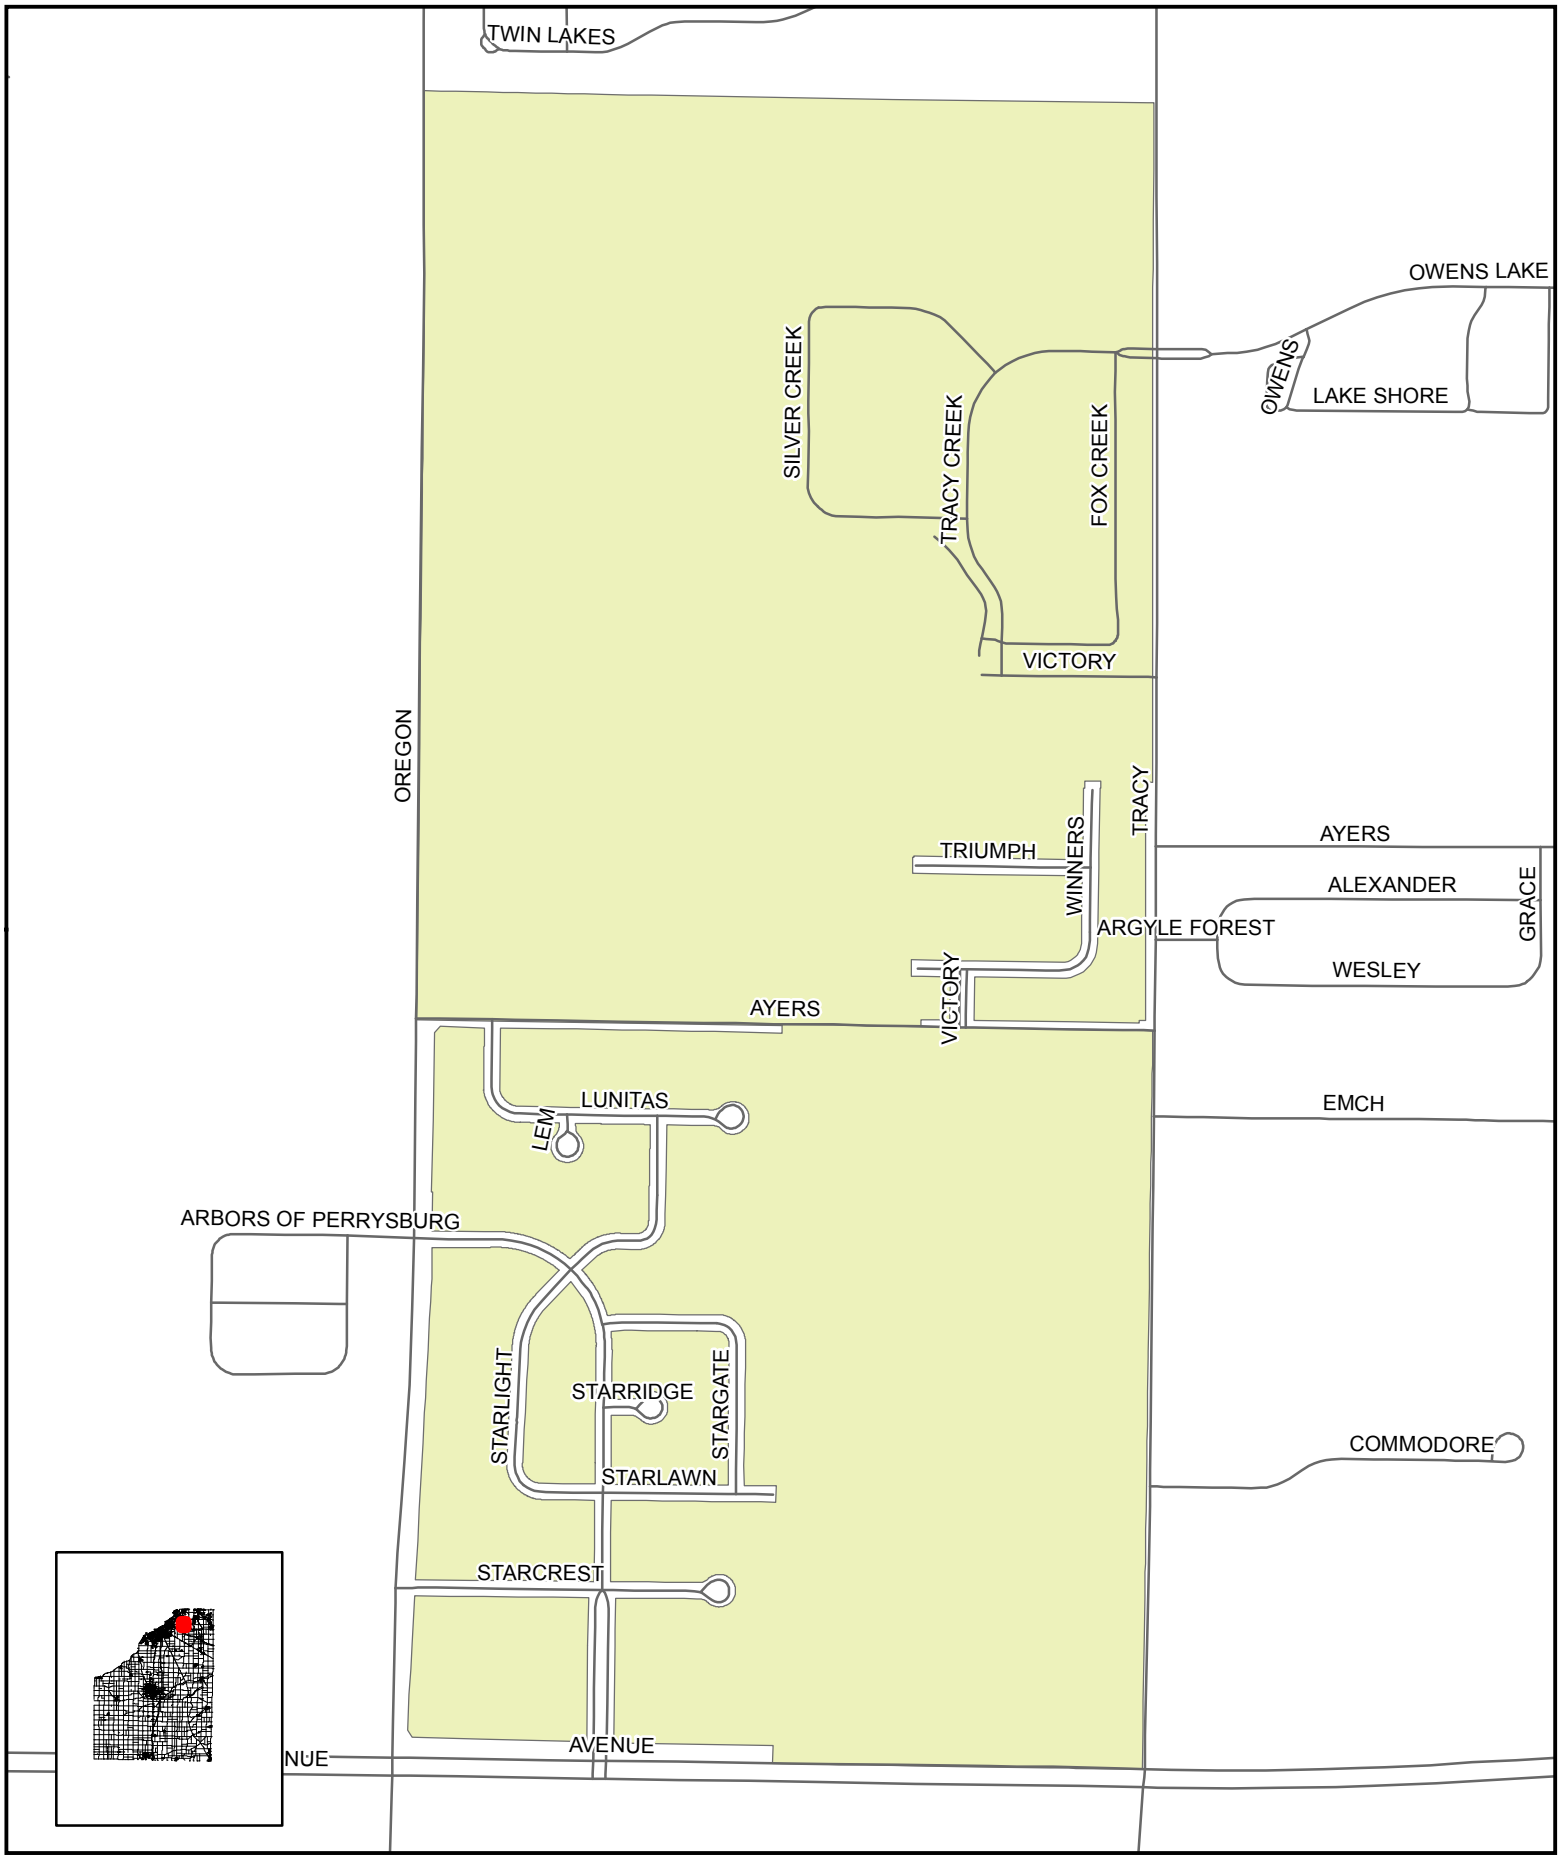 TWIN LAKES
OWENS LAKE
OWENS
LAKE SHORE
SILVER CREEK
TRACY CREEK
FOX CREEK
VICTORY
OREGON
TRACY
TRIUMPH
WINNERS
AYERS
ALEXANDER
GRACE
ARGYLE FOREST
WESLEY
VICTORY
AYERS
LUNITAS
LEM
EMCH
ARBORS OF PERRYSBURG
STARLIGHT
STARRIDGE
STARGATE
STARLAWN
COMMODORE
STARCREST
AVENUE
NUE